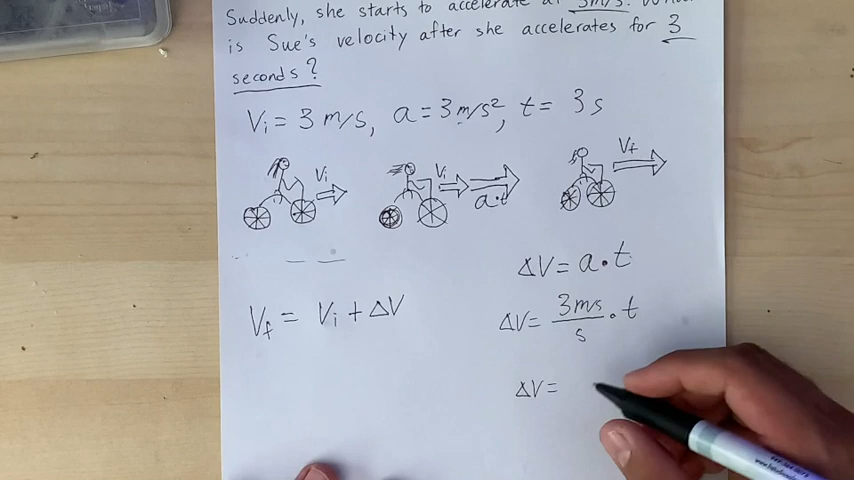 Suddenly, she starts to accelerate at 3m/s².
is Sue's velocity after she accelerates for 3
seconds?
Vi = 3 m/s, a = 3 m/s², t = 3 s
Vi Vi a·t Vf
ΔV = a·t
Vf = Vi + ΔV
ΔV = 3m/s / s · t
ΔV =